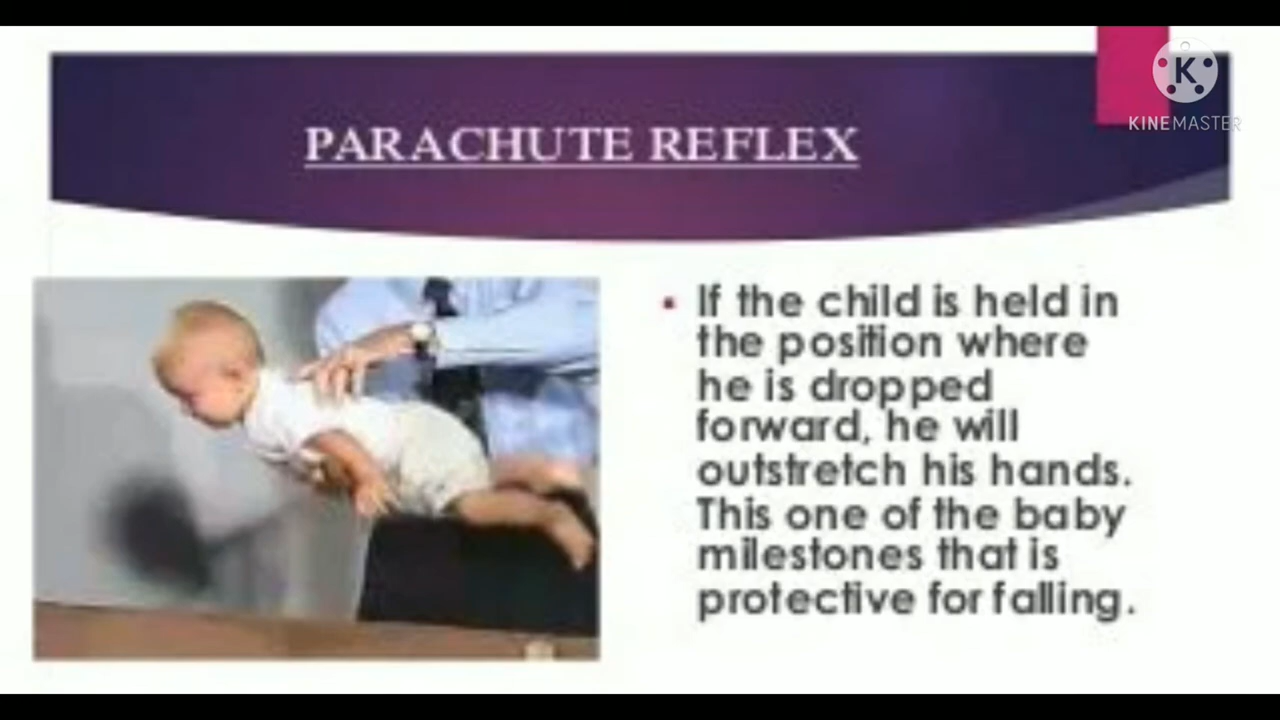 K
KINEMASTER
PARACHUTE REFLEX
If the child is held in
the position where
he is dropped
forward, he will
outstretch his hands.
This one of the baby
milestones that is
protective for falling.